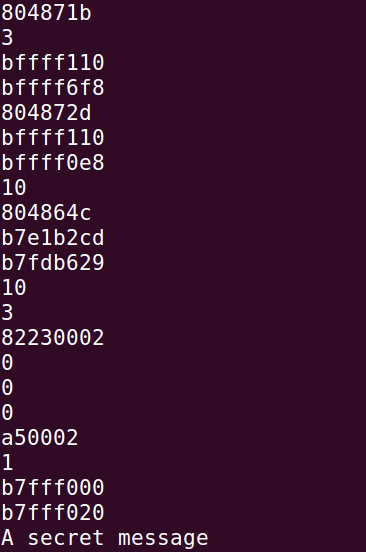 804871b
3
bffff110
bffff6f8
804872d
bffff110
bffff0e8
10
804864c
b7e1b2cd
b7fdb629
10
3
82230002
0
0
0
a50002
1
b7fff000
b7fff020
A secret message